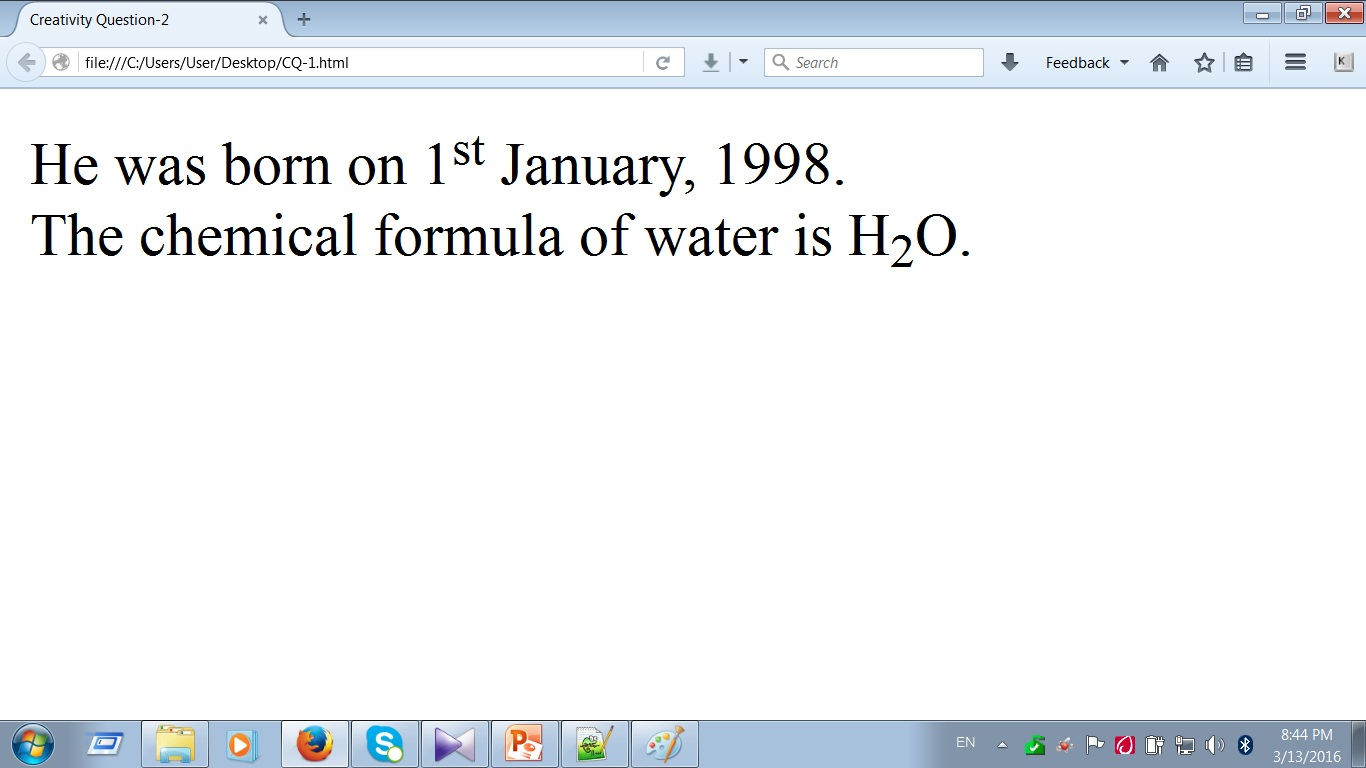 Creativity Question-2
file:///C:/Users/User/Desktop/CQ-1.html
Search
Feedback
K
He was born on 1st January, 1998.
The chemical formula of water is H2O.
EN
8:44 PM
3/13/2016